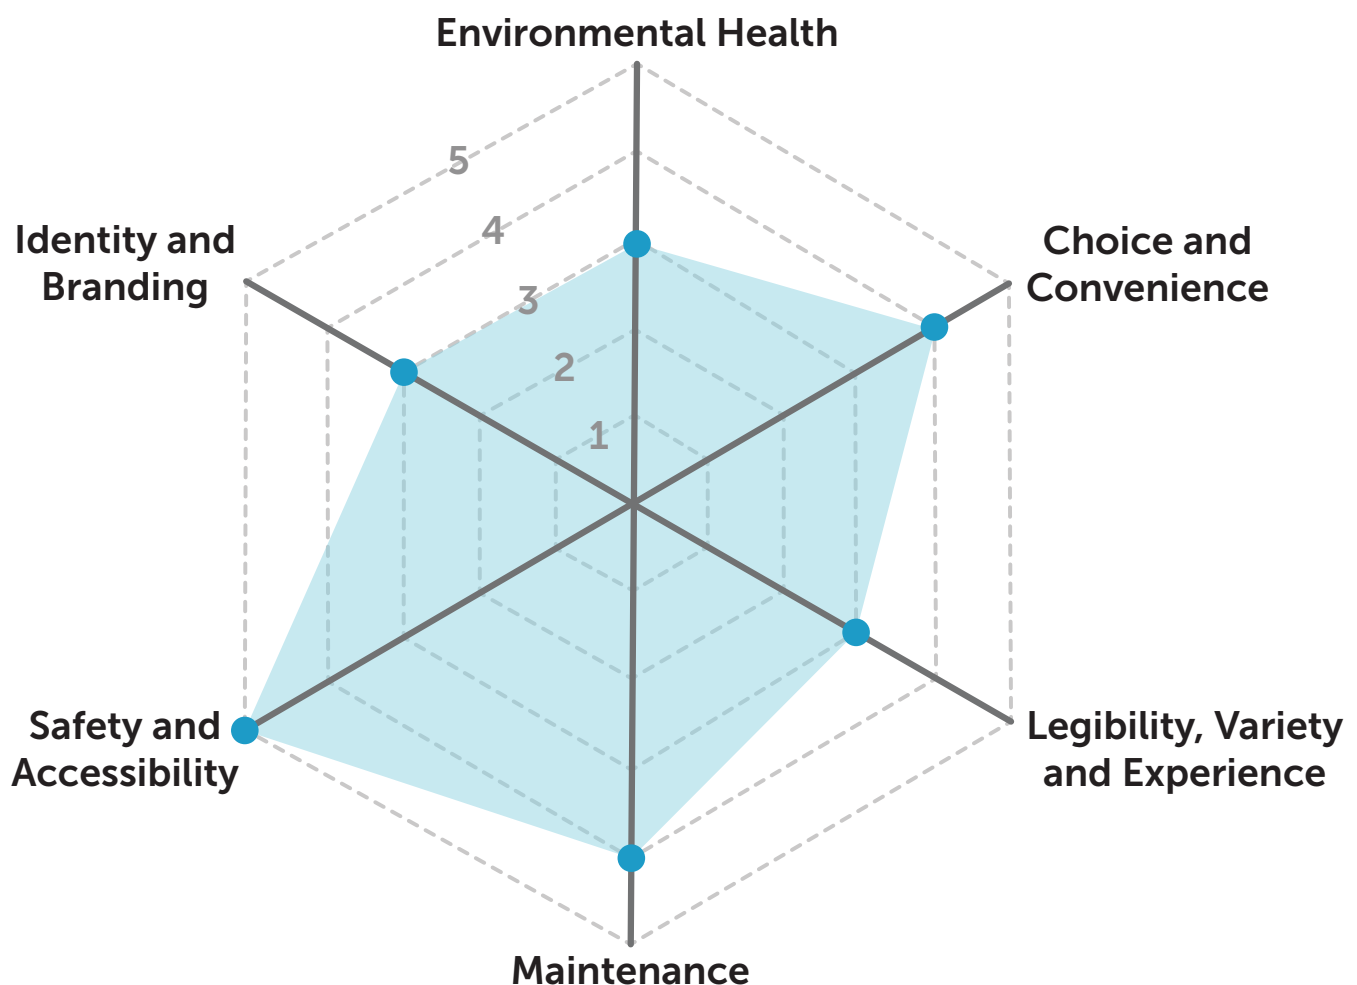 Environmental Health
5
4
3
2
1
Identity and
Branding
Choice and
Convenience
Safety and
Accessibility
Legibility, Variety
and Experience
Maintenance